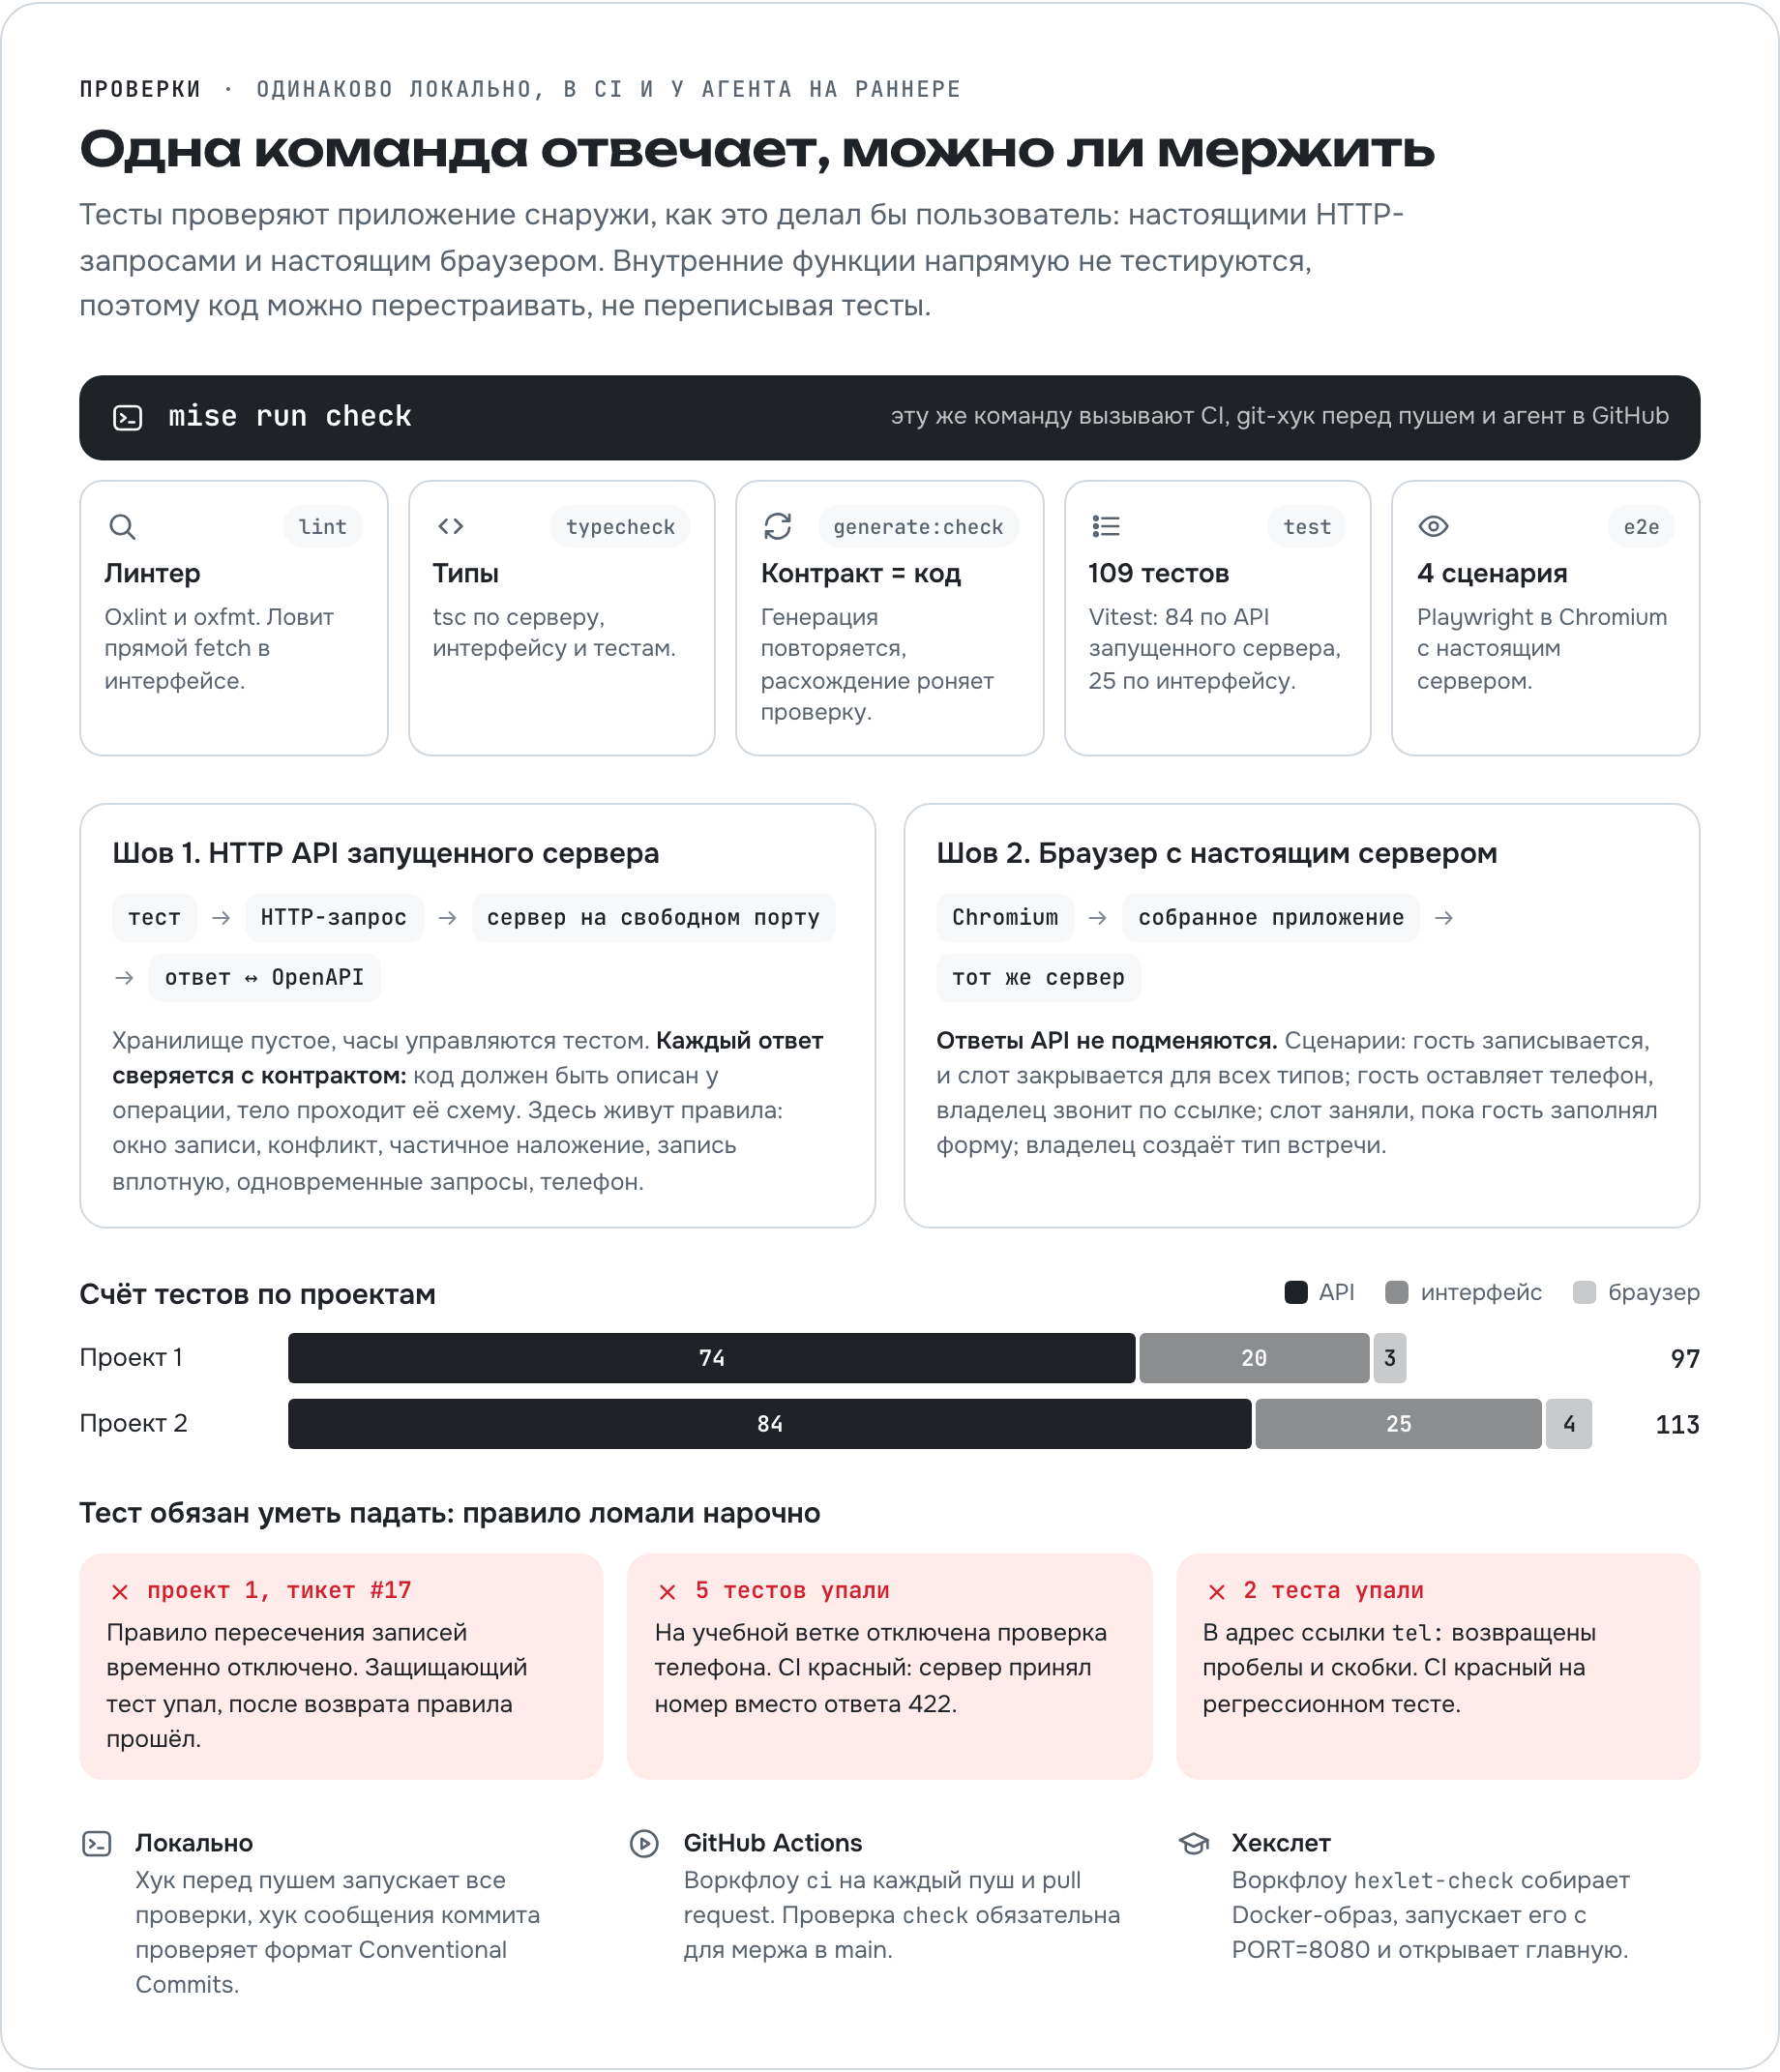 ПРОВЕРКИ · ОДИНАКОВО ЛОКАЛЬНО, В CI И У АГЕНТА НА РАННЕРЕ
Одна команда отвечает, можно ли мержить
Тесты проверяют приложение снаружи, как это делал бы пользователь: настоящими HTTP-
запросами и настоящим браузером. Внутренние функции напрямую не тестируются,
поэтому код можно перестраивать, не переписывая тесты.
mise run check
эту же команду вызывают CI, git-хук перед пушем и агент в GitHub
lint
Линтер
Oxlint и oxfmt. Ловит
прямой fetch в
интерфейсе.
typecheck
Типы
tsc по серверу,
интерфейсу и тестам.
generate:check
Контракт = код
Генерация
повторяется,
расхождение роняет
проверку.
test
109 тестов
Vitest: 84 по API
запущенного сервера,
25 по интерфейсу.
e2e
4 сценария
Playwright в Chromium
с настоящим
сервером.
Шов 1. HTTP API запущенного сервера
тест → HTTP-запрос → сервер на свободном порту
→ ответ ↔ OpenAPI
Хранилище пустое, часы управляются тестом. Каждый ответ
сверяется с контрактом: код должен быть описан у
операции, тело проходит её схему. Здесь живут правила:
окно записи, конфликт, частичное наложение, запись
вплотную, одновременные запросы, телефон.
Шов 2. Браузер с настоящим сервером
Chromium → собранное приложение →
тот же сервер
Ответы API не подменяются. Сценарии: гость записывается,
и слот закрывается для всех типов; гость оставляет телефон,
владелец звонит по ссылке; слот заняли, пока гость заполнял
форму; владелец создаёт тип встречи.
Счёт тестов по проектам
API интерфейс браузер
Проект 1 74 20 3 97
Проект 2 84 25 4 113
Тест обязан уметь падать: правило ломали нарочно
проект 1, тикет #17
Правило пересечения записей
временно отключено. Защищающий
тест упал, после возврата правила
прошёл.
5 тестов упали
На учебной ветке отключена проверка
телефона. CI красный: сервер принял
номер вместо ответа 422.
2 теста упали
В адрес ссылки tel: возвращены
пробелы и скобки. CI красный на
регрессионном тесте.
Локально
Хук перед пушем запускает все
проверки, хук сообщения коммита
проверяет формат Conventional
Commits.
GitHub Actions
Воркфлоу ci на каждый пуш и pull
request. Проверка check обязательна
для мержа в main.
Хекслет
Воркфлоу hexlet-check собирает
Docker-образ, запускает его с
PORT=8080 и открывает главную.